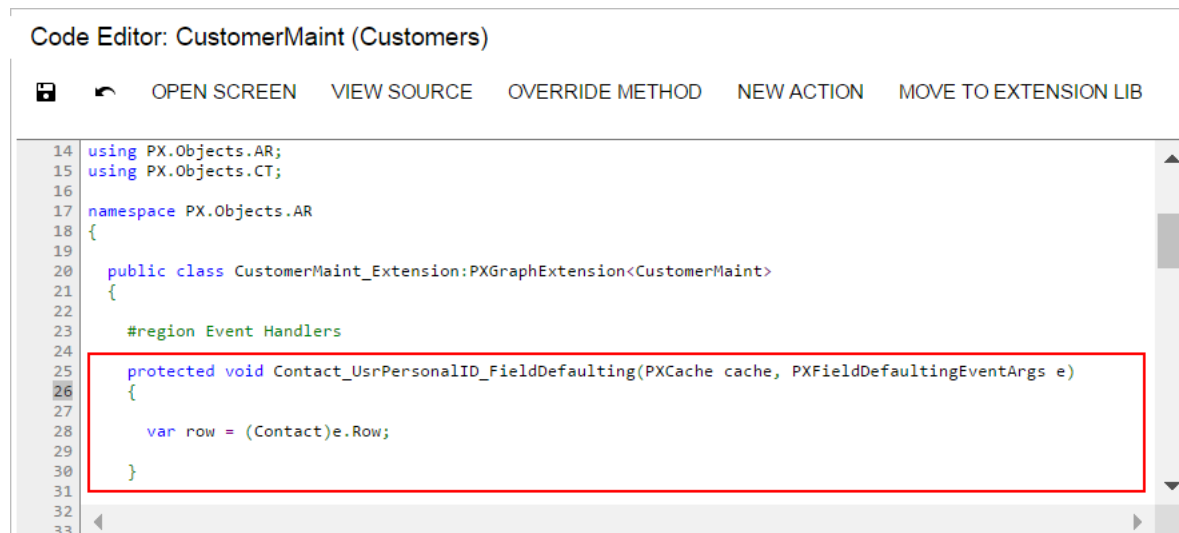 Code Editor: CustomerMaint (Customers)
OPEN SCREEN VIEW SOURCE OVERRIDE METHOD NEW ACTION MOVE TO EXTENSION LIB
14 using PX.Objects.AR;
15 using PX.Objects.CT;
16
17 namespace PX.Objects.AR
18 {
19
20 public class CustomerMaint_Extension:PXGraphExtension<CustomerMaint>
21 {
22
23 #region Event Handlers
24
25 protected void Contact_UsrPersonalID_FieldDefaulting(PXCache cache, PXFieldDefaultingEventArgs e)
26 {
27
28 var row = (Contact)e.Row;
29
30 }
31
32
33